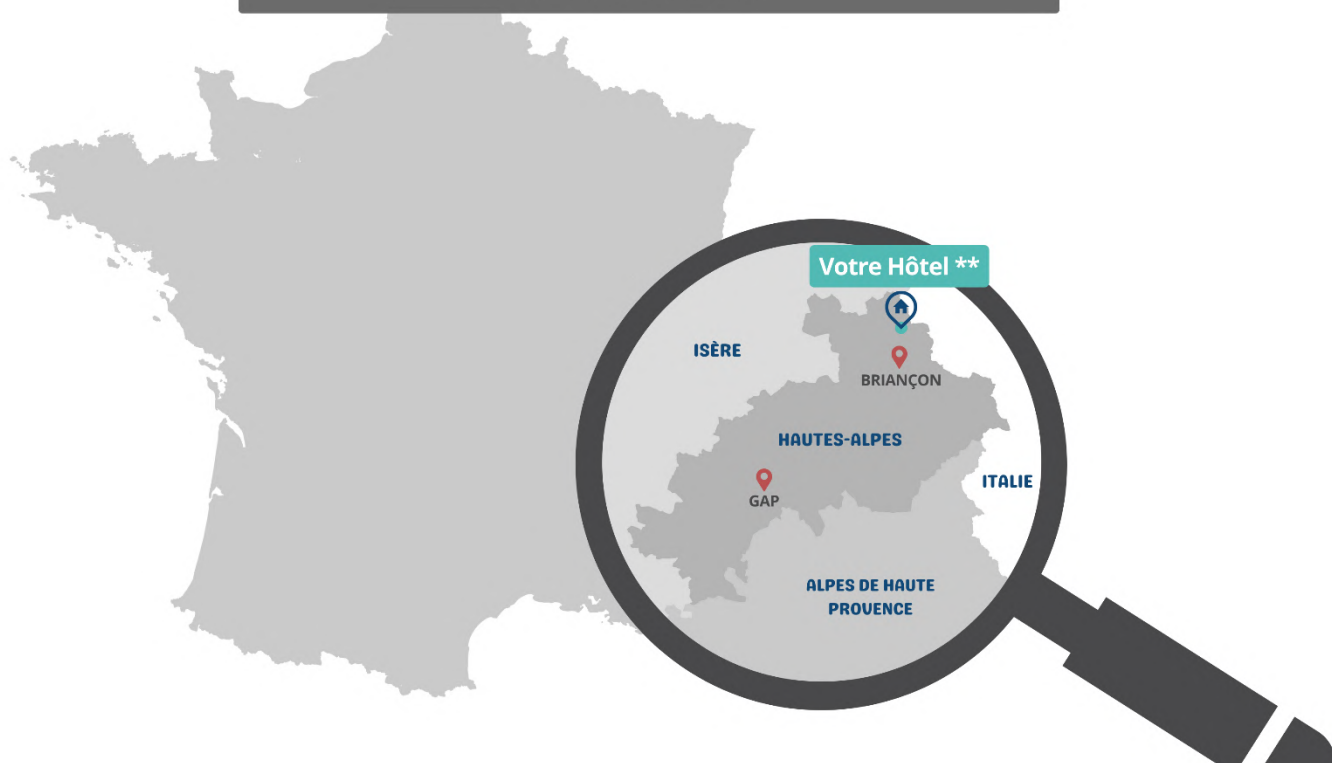 Votre Hôtel **
ISÈRE
BRIANÇON
HAUTES-ALPES
ITALIE
GAP
ALPES DE HAUTE
PROVENCE